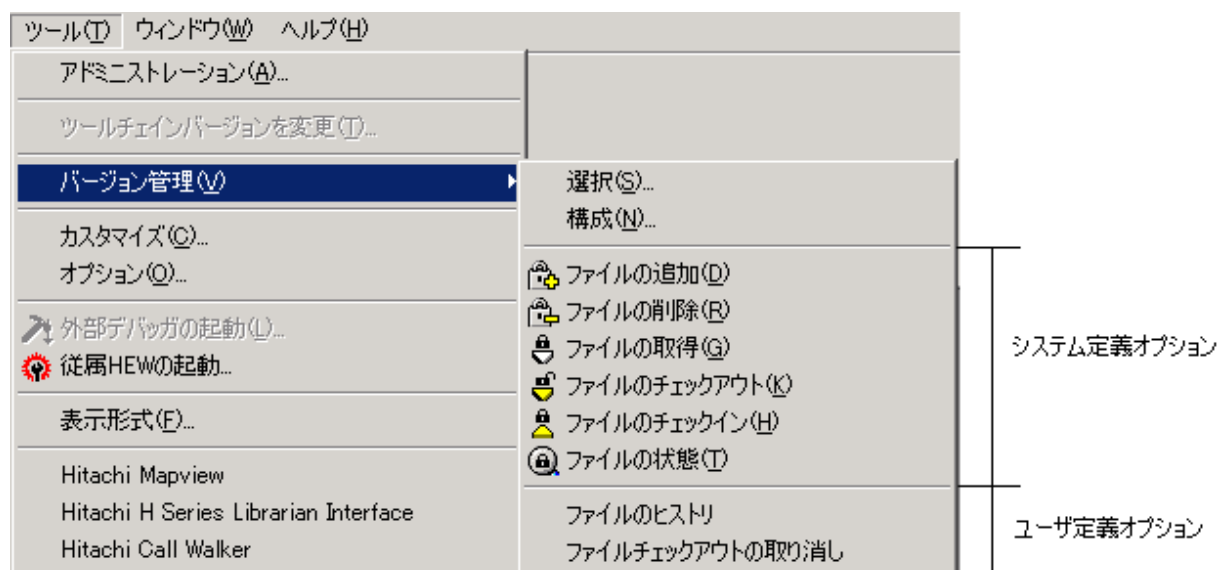 ツール(T) ウィンドウ(W) ヘルプ(H)
アドミニストレーション(A)...
ツールチェインバージョンを変更(T)...
バージョン管理(V)
カスタマイズ(C)...
オプション(O)...
外部デバッガの起動(L)...
従属HEWの起動...
表示形式(F)...
Hitachi Mapview
Hitachi H Series Librarian Interface
Hitachi Call Walker
選択(S)...
構成(N)...
ファイルの追加(D)
ファイルの削除(R)
ファイルの取得(G)
ファイルのチェックアウト(K)
ファイルのチェックイン(H)
ファイルの状態(T)
ファイルのヒストリ
ファイルチェックアウトの取り消し
システム定義オプション
ユーザ定義オプション